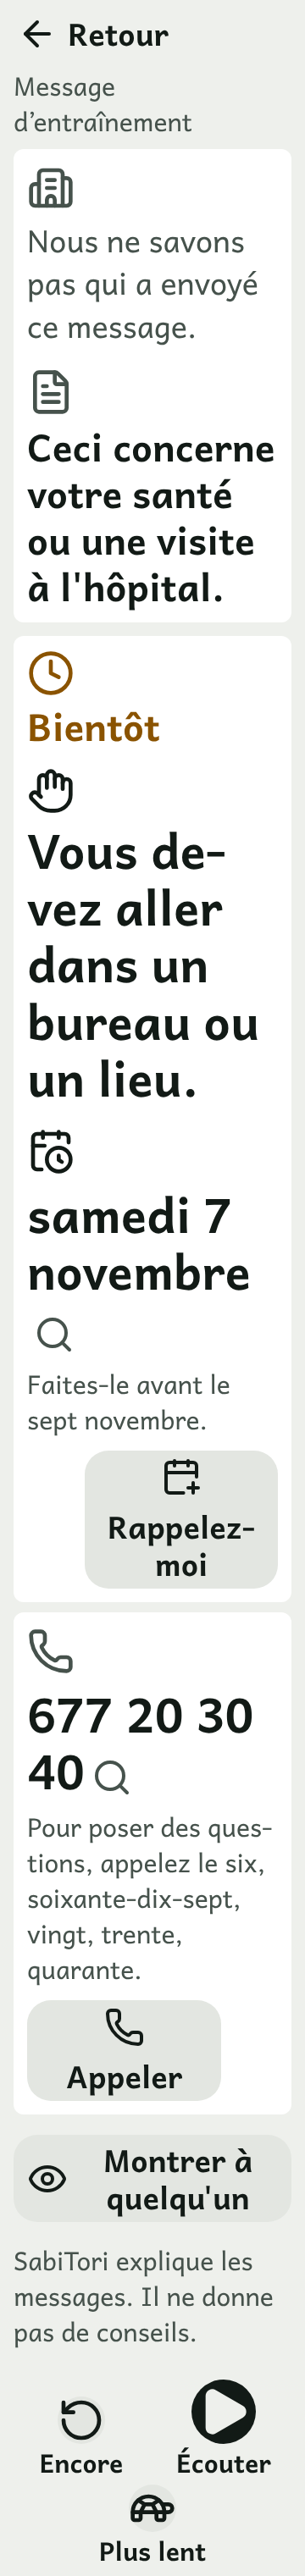 Retour
Message
d’entraînement
Nous ne savons
pas qui a envoyé
ce message.
Ceci concerne
votre santé
ou une visite
à l'hôpital.
Bientôt
Vous de-
vez aller
dans un
bureau ou
un lieu.
samedi 7
novembre
Faites-le avant le
sept novembre.
Rappelez-
moi
677 20 30
40
Pour poser des ques-
tions, appelez le six,
soixante-dix-sept,
vingt, trente,
quarante.
Appeler
Montrer à
quelqu'un
SabiTori explique les
messages. Il ne donne
pas de conseils.
Encore
Écouter
Plus lent